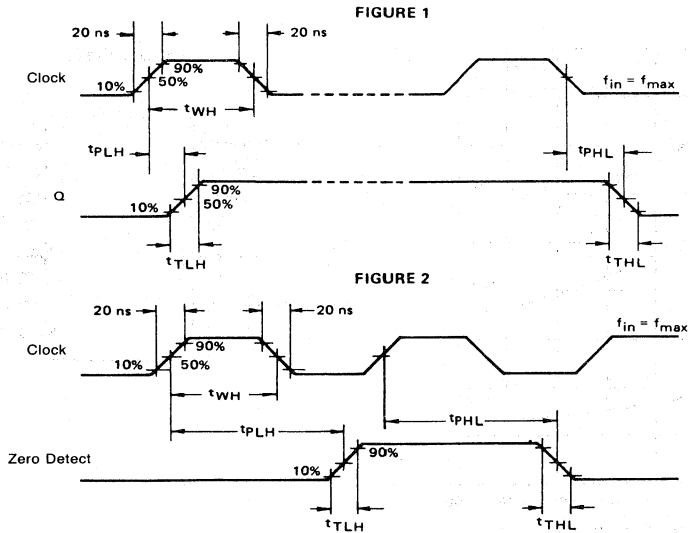 FIGURE 1
20 ns 20 ns
Clock 10% 90% 50% fin = fmax
tWH
tPLH tPHL
Q 10% 90% 50%
tTLH tTHL
FIGURE 2
20 ns 20 ns
Clock 10% 90% 50% fin = fmax
tWH
tPLH tPHL
Zero Detect 10% 90%
tTLH tTHL